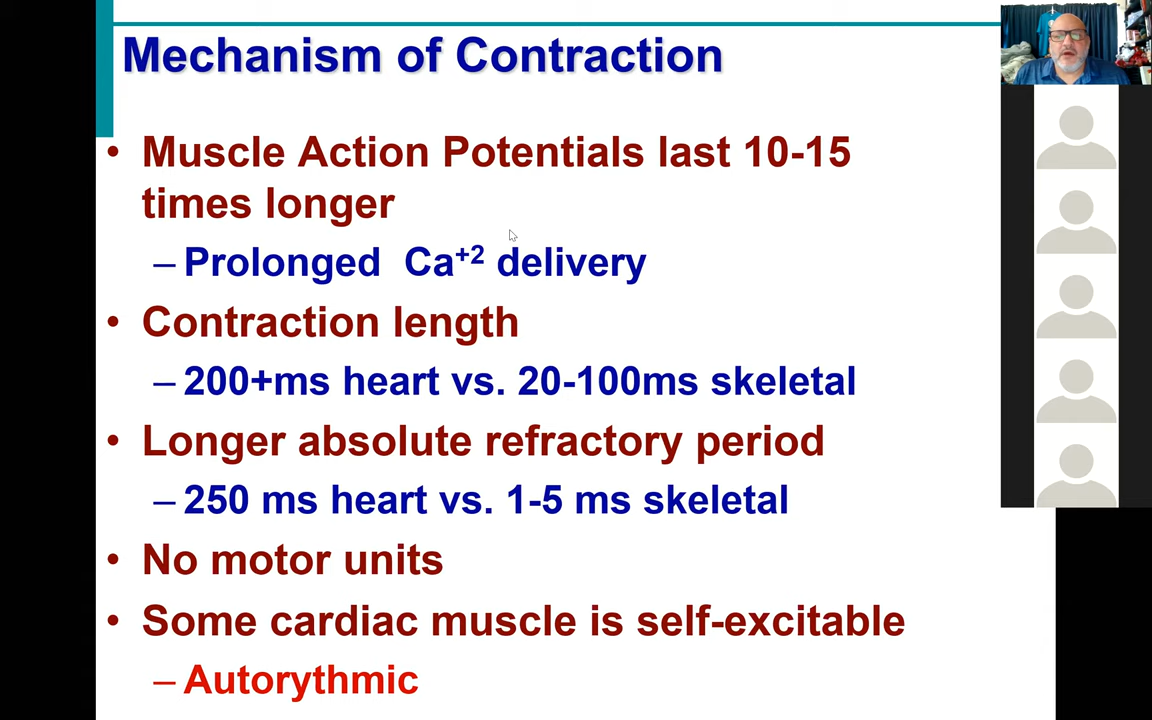 Mechanism of Contraction
• Muscle Action Potentials last 10-15
times longer
– Prolonged Ca⁺² delivery
• Contraction length
– 200+ms heart vs. 20-100ms skeletal
• Longer absolute refractory period
– 250 ms heart vs. 1-5 ms skeletal
• No motor units
• Some cardiac muscle is self-excitable
– Autorythmic